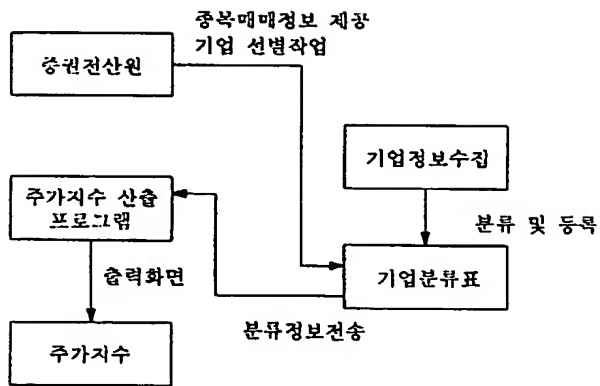 종목매매정보 제공
기업 선별작업
증권전산원
기업정보수집
주가지수 산출
프로그램
분류 및 등록
출력화면
기업분류표
분류정보전송
주가지수